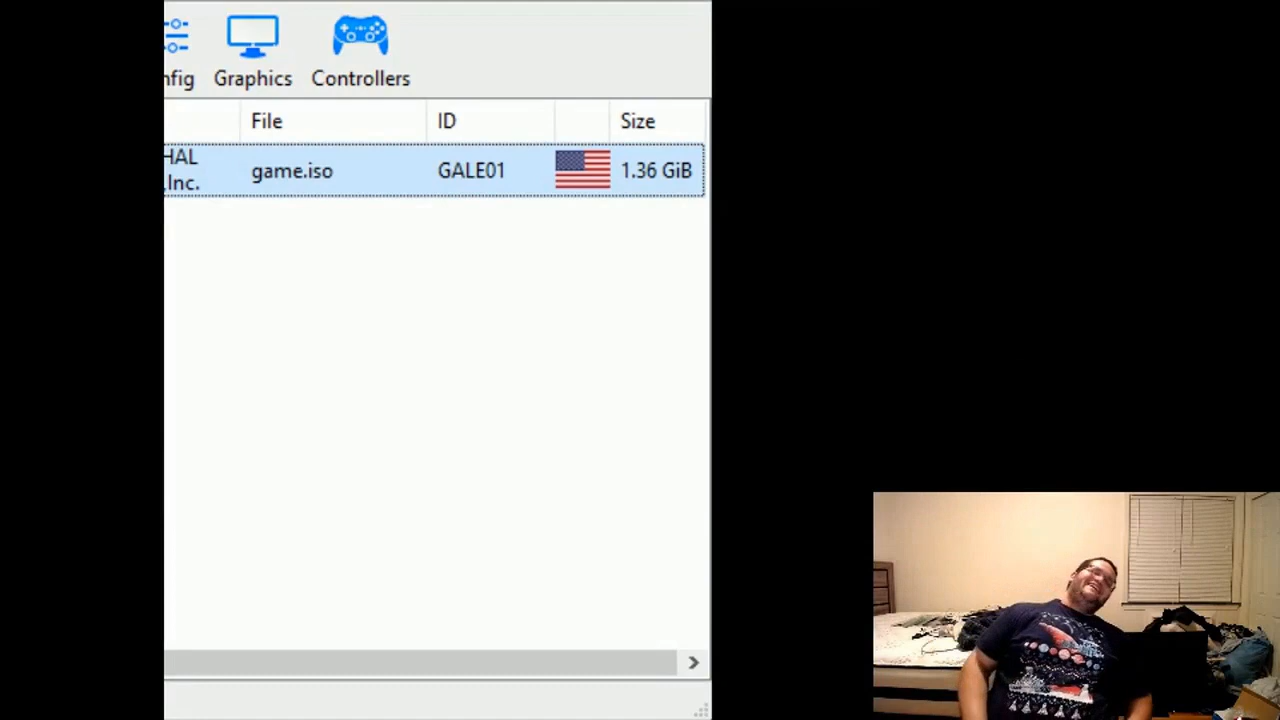 nfig Graphics Controllers
File ID Size
HAL
,Inc. game.iso GALE01 1.36 GiB